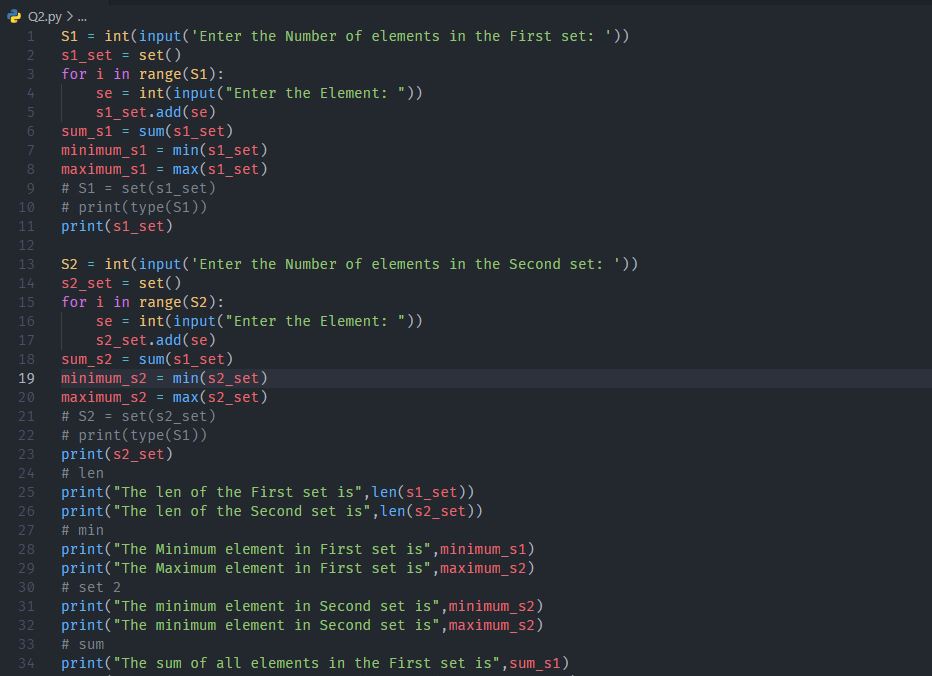 Q2.py > ...
1 S1 = int(input('Enter the Number of elements in the First set: '))
2 s1_set = set()
3 for i in range(S1):
4     se = int(input("Enter the Element: "))
5     s1_set.add(se)
6 sum_s1 = sum(s1_set)
7 minimum_s1 = min(s1_set)
8 maximum_s1 = max(s1_set)
9 # S1 = set(s1_set)
10 # print(type(S1))
11 print(s1_set)
12
13 S2 = int(input('Enter the Number of elements in the Second set: '))
14 s2_set = set()
15 for i in range(S2):
16     se = int(input("Enter the Element: "))
17     s2_set.add(se)
18 sum_s2 = sum(s1_set)
19 minimum_s2 = min(s2_set)
20 maximum_s2 = max(s2_set)
21 # S2 = set(s2_set)
22 # print(type(S1))
23 print(s2_set)
24 # len
25 print("The len of the First set is",len(s1_set))
26 print("The len of the Second set is",len(s2_set))
27 # min
28 print("The Minimum element in First set is",minimum_s1)
29 print("The Maximum element in First set is",maximum_s2)
30 # set 2
31 print("The minimum element in Second set is",minimum_s2)
32 print("The minimum element in Second set is",maximum_s2)
33 # sum
34 print("The sum of all elements in the First set is",sum_s1)